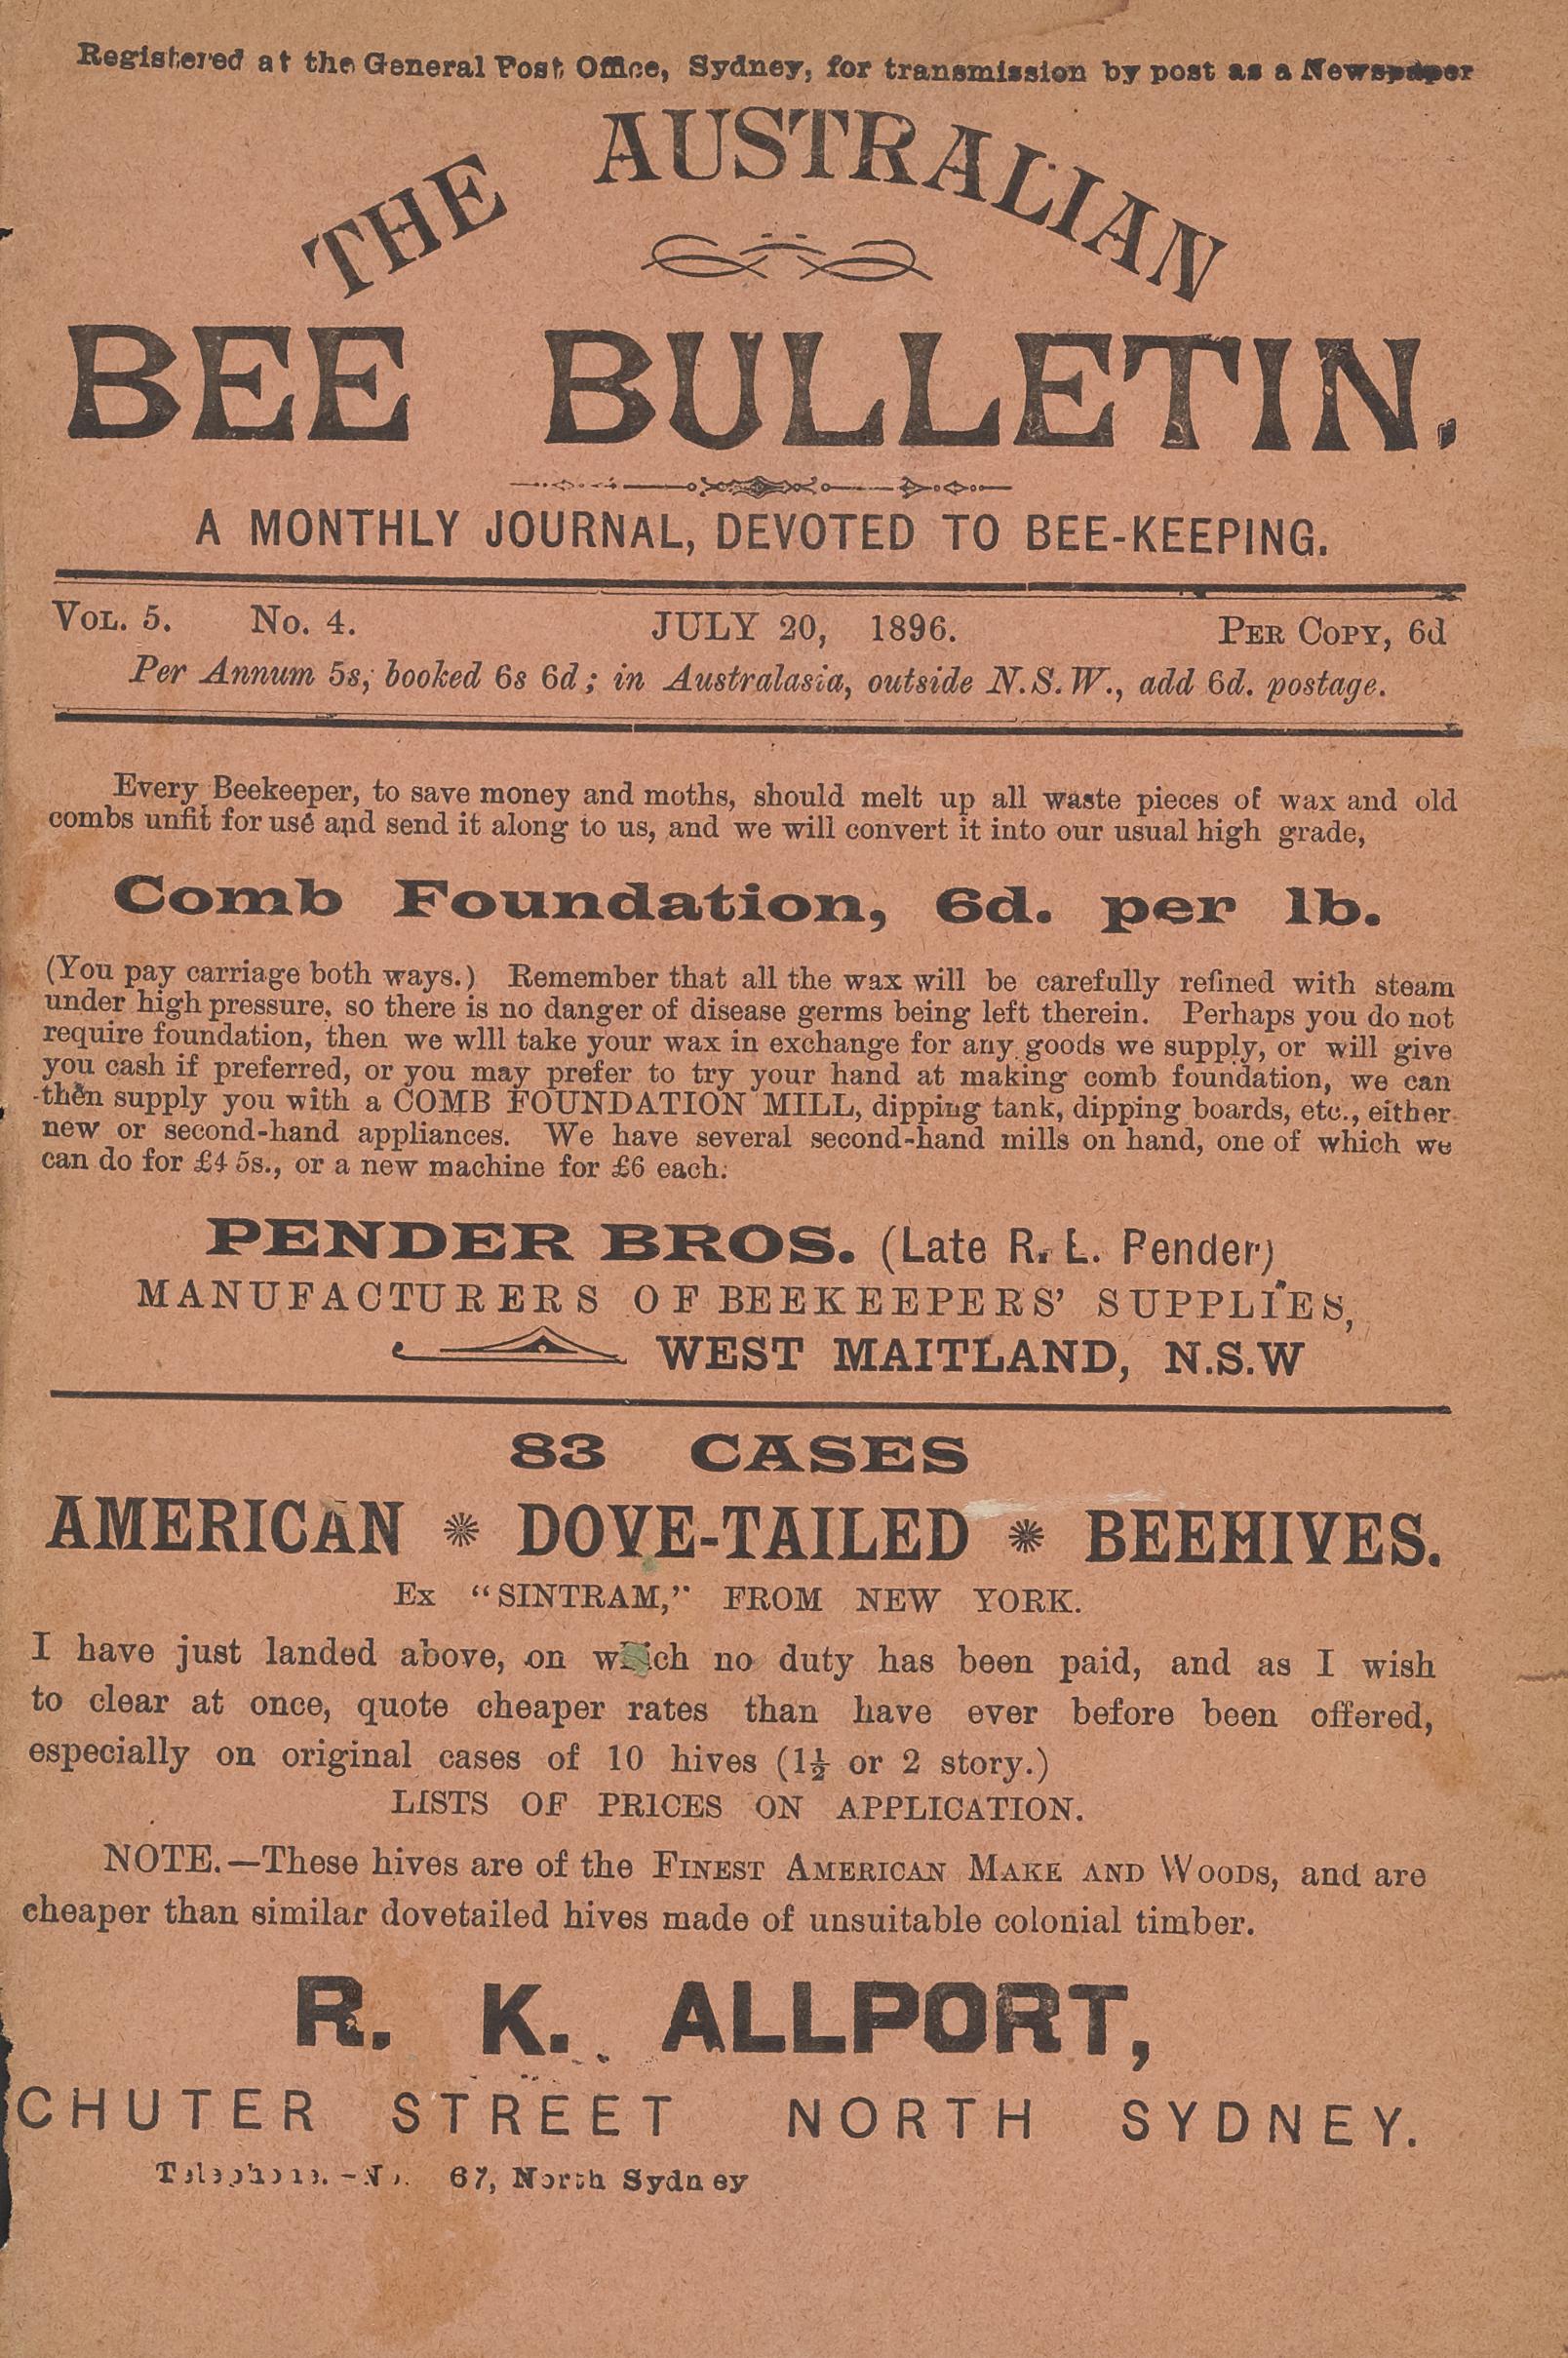 Registered at the General Post Office, Sydney, for transmission by post as a Newspaper
THE AUSTRALIAN
BEE BULLETIN.
A MONTHLY JOURNAL, DEVOTED TO BEE-KEEPING.
VOL. 5. No. 4. JULY 20, 1896. PER COPY, 6d
Per Annum 5s, booked 6s 6d; in Australasia, outside N.S.W., add 6d. postage.
Every Beekeeper, to save money and moths, should melt up all waste pieces of wax and old
combs unfit for use and send it along to us, and we will convert it into our usual high grade,
Comb Foundation, 6d. per lb.
(You pay carriage both ways.) Remember that all the wax will be carefully refined with steam
under high pressure, so there is no danger of disease germs being left therein. Perhaps you do not
require foundation, then we wlll take your wax in exchange for any goods we supply, or will give
you cash if preferred, or you may prefer to try your hand at making comb foundation, we can
then supply you with a COMB FOUNDATION MILL, dipping tank, dipping boards, etc., either
new or second-hand appliances. We have several second-hand mills on hand, one of which we
can do for £4 5s., or a new machine for £6 each.
PENDER BROS. (Late R. L. Pender)
MANUFACTURERS OF BEEKEEPERS' SUPPLIES,
WEST MAITLAND, N.S.W
83 CASES
AMERICAN * DOVE-TAILED * BEEHIVES.
Ex "SINTRAM," FROM NEW YORK.
I have just landed above, on which no duty has been paid, and as I wish
to clear at once, quote cheaper rates than have ever before been offered,
especially on original cases of 10 hives (1½ or 2 story.)
LISTS OF PRICES ON APPLICATION.
NOTE.—These hives are of the FINEST AMERICAN MAKE AND WOODS, and are
cheaper than similar dovetailed hives made of unsuitable colonial timber.
R. K. ALLPORT,
CHUTER STREET NORTH SYDNEY.
Telephone.-No. 67, North Sydney